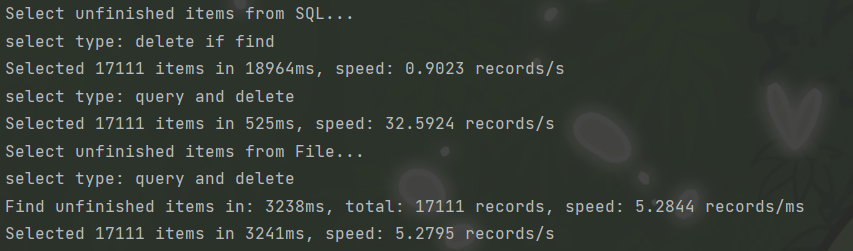 Select unfinished items from SQL...
select type: delete if find
Selected 17111 items in 18964ms, speed: 0.9023 records/s
select type: query and delete
Selected 17111 items in 525ms, speed: 32.5924 records/s
Select unfinished items from File...
select type: query and delete
Find unfinished items in: 3238ms, total: 17111 records, speed: 5.2844 records/ms
Selected 17111 items in 3241ms, speed: 5.2795 records/s